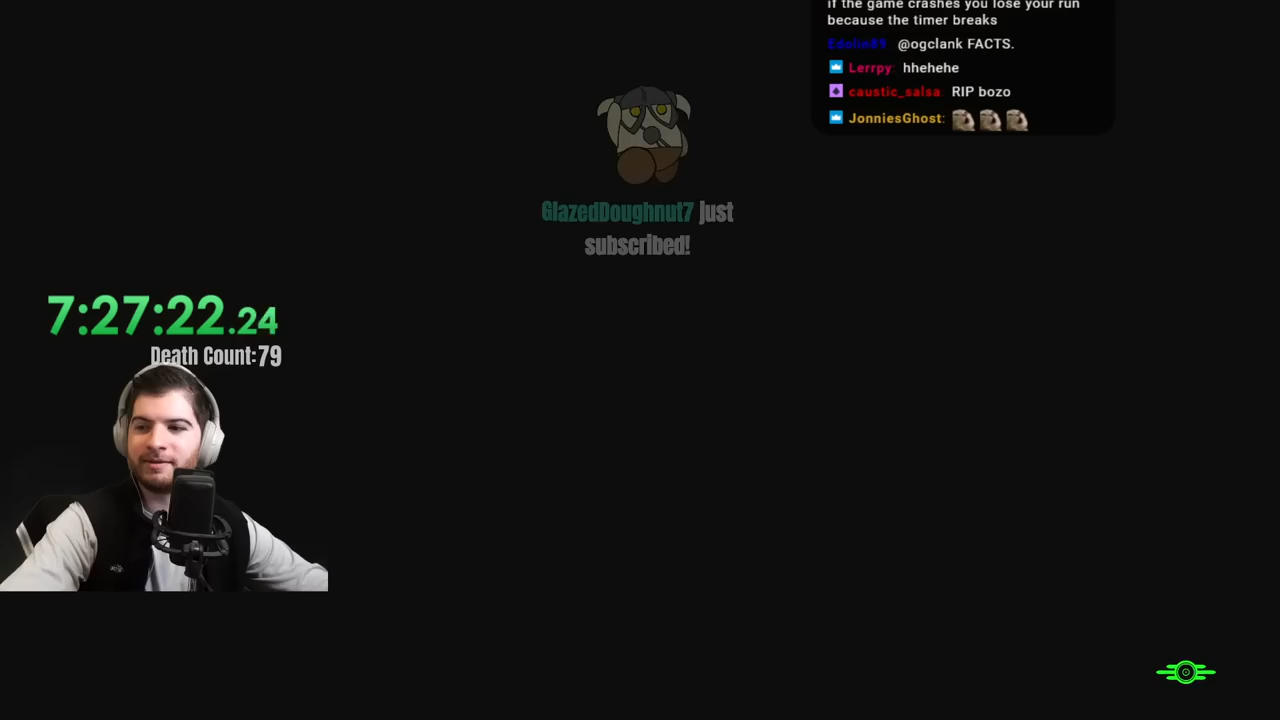 if the game crashes you lose your run
because the timer breaks
Edolie89: @ogclank FACTS.
Lerrpy: hhehehe
caustic_salsa: RIP bozo
JonniesGhost:
GlazedDoughnut7 just
subscribed!
7:27:22.24
Death Count:79